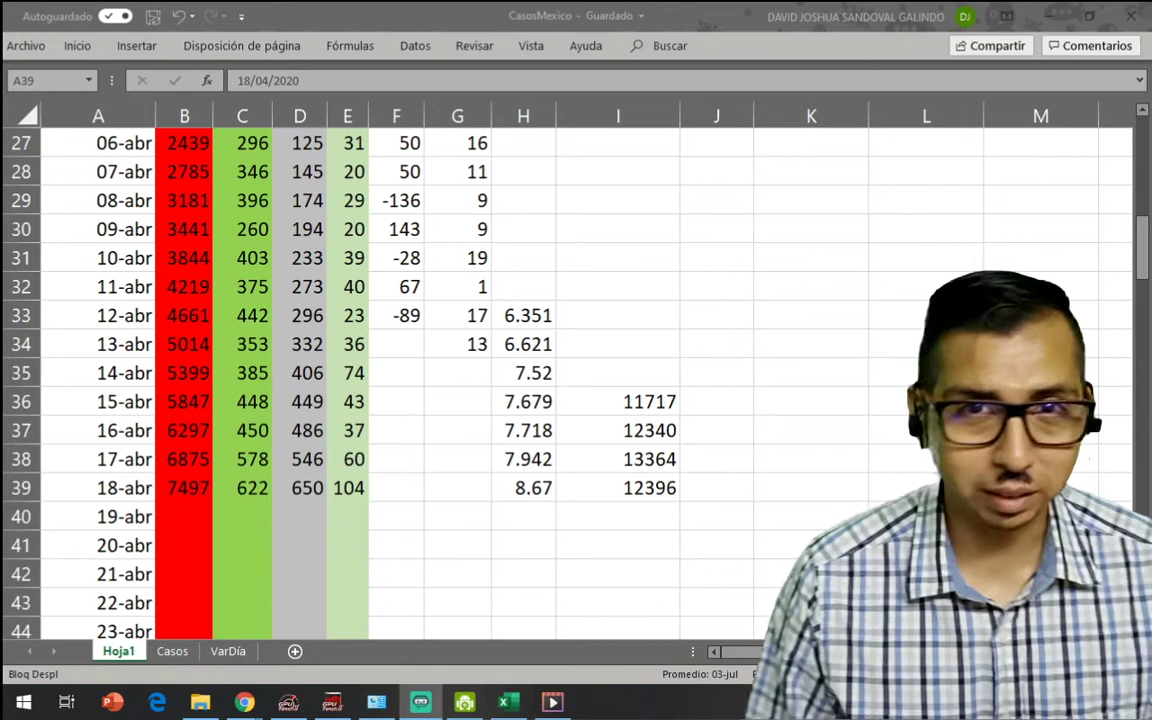 Autoguardado
CasosMexico - Guardado
DAVID JOSHUA SANDOVAL GALINDO
DJ
Archivo Inicio Insertar Disposición de página Fórmulas Datos Revisar Vista Ayuda Buscar Compartir Comentarios
A39 fx 18/04/2020
A B C D E F G H I J K L M
27 06-abr 2439 296 125 31 50 16
28 07-abr 2785 346 145 20 50 11
29 08-abr 3181 396 174 29 -136 9
30 09-abr 3441 260 194 20 143 9
31 10-abr 3844 403 233 39 -28 19
32 11-abr 4219 375 273 40 67 1
33 12-abr 4661 442 296 23 -89 17 6.351
34 13-abr 5014 353 332 36 13 6.621
35 14-abr 5399 385 406 74 7.52
36 15-abr 5847 448 449 43 7.679 11717
37 16-abr 6297 450 486 37 7.718 12340
38 17-abr 6875 578 546 60 7.942 13364
39 18-abr 7497 622 650 104 8.67 12396
40 19-abr
41 20-abr
42 21-abr
43 22-abr
44 23-abr
Hoja1 Casos VarDía
Bloq Despl Promedio: 03-jul